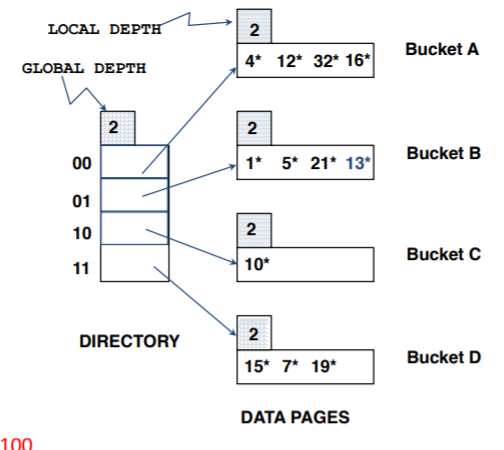 LOCAL DEPTH
2
Bucket A
4* 12* 32* 16*
GLOBAL DEPTH
2
2
Bucket B
00
1* 5* 21* 13*
01
10
2
Bucket C
10*
11
DIRECTORY
2
Bucket D
15* 7* 19*
DATA PAGES
100